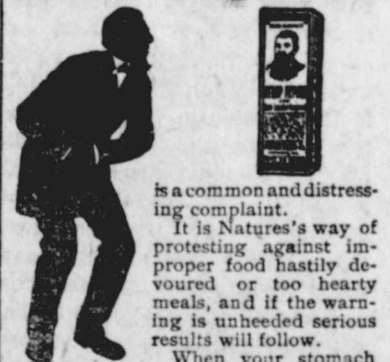 is a common and distress-
ing complaint.
It is Natures's way of
protesting against im-
proper food hastily de-
voured or too hearty
meals, and if the warn-
ing is unheeded serious
results will follow.
When your stomach